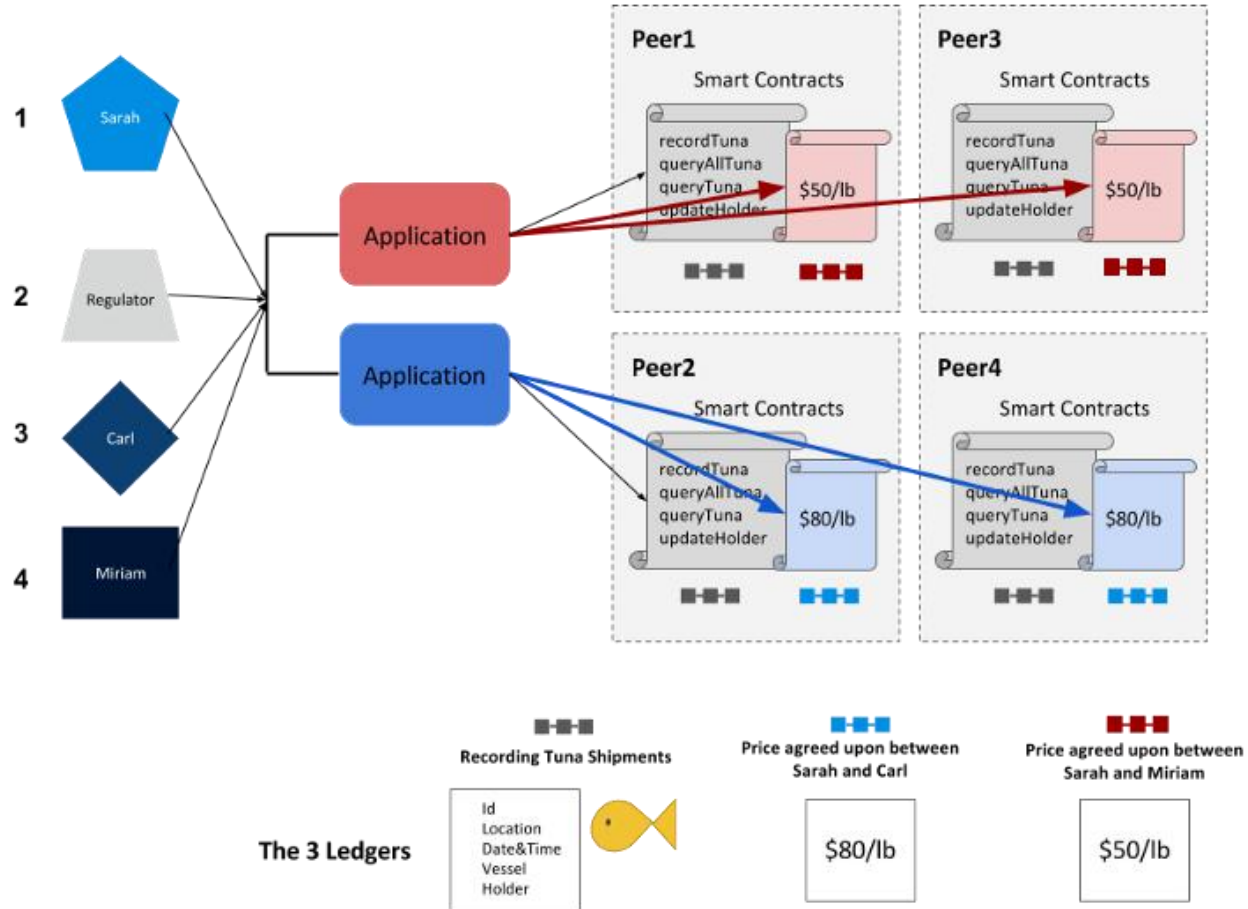 1
Sarah
2
Regulator
3
Carl
4
Miriam
Application
Application
Peer1
Smart Contracts
recordTuna
queryAllTuna
queryTuna
updateHolder
$50/lb
Peer3
Smart Contracts
recordTuna
queryAllTuna
queryTuna
updateHolder
$50/lb
Peer2
Smart Contracts
recordTuna
queryAllTuna
queryTuna
updateHolder
$80/lb
Peer4
Smart Contracts
recordTuna
queryAllTuna
queryTuna
updateHolder
$80/lb
The 3 Ledgers
Recording Tuna Shipments
Id
Location
Date&Time
Vessel
Holder
Price agreed upon between
Sarah and Carl
$80/lb
Price agreed upon between
Sarah and Miriam
$50/lb